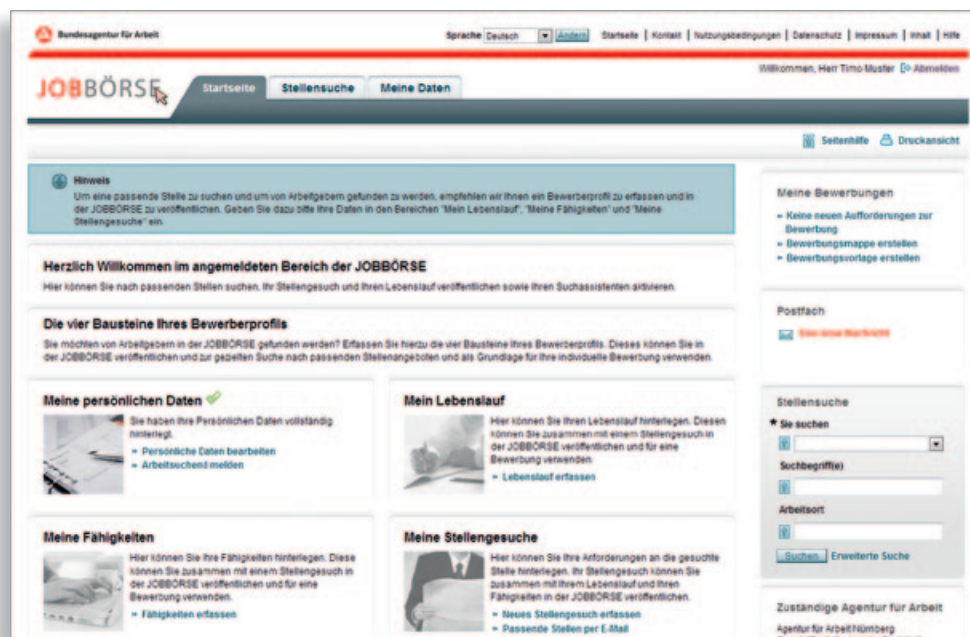 Bundesagentur für Arbeit
Sprache Deutsch Ändern Startseite | Kontakt | Nutzungsbedingungen | Datenschutz | Impressum | Inhalt | Hilfe
Willkommen, Herr Timo Muster Abmelden
JOBBÖRSE
Startseite Stellensuche Meine Daten
Seitenhilfe Druckansicht
Hinweis
Um eine passende Stelle zu suchen und um von Arbeitgebern gefunden zu werden, empfehlen wir Ihnen ein Bewerberprofil zu erfassen und in
der JOBBÖRSE zu veröffentlichen. Geben Sie dazu bitte Ihre Daten in den Bereichen "Mein Lebenslauf", "Meine Fähigkeiten" und "Meine
Stellengesuche" ein.
Herzlich Willkommen im angemeldeten Bereich der JOBBÖRSE
Hier können Sie nach passenden Stellen suchen, Ihr Stellengesuch und Ihren Lebenslauf veröffentlichen sowie Ihren Suchassistenten aktivieren.
Die vier Bausteine Ihres Bewerberprofils
Sie möchten von Arbeitgebern in der JOBBÖRSE gefunden werden? Erfassen Sie hierzu die vier Bausteine Ihres Bewerberprofils. Dieses können Sie in
der JOBBÖRSE veröffentlichen und zur gezielten Suche nach passenden Stellenangeboten und als Grundlage für Ihre individuelle Bewerbung verwenden.
Meine persönlichen Daten
Sie haben Ihre Persönlichen Daten vollständig
hinterlegt.
» Persönliche Daten bearbeiten
» Arbeitsuchend melden
Mein Lebenslauf
Hier können Sie Ihren Lebenslauf hinterlegen. Diesen
können Sie zusammen mit einem Stellengesuch in
der JOBBÖRSE veröffentlichen und für eine
Bewerbung verwenden.
» Lebenslauf erfassen
Meine Fähigkeiten
Hier können Sie Ihre Fähigkeiten hinterlegen. Diese
können Sie zusammen mit einem Stellengesuch in
der JOBBÖRSE veröffentlichen und für eine
Bewerbung verwenden.
» Fähigkeiten erfassen
Meine Stellengesuche
Hier können Sie Ihre Anforderungen an die gesuchte
Stelle hinterlegen. Ihr Stellengesuch können Sie
zusammen mit Ihrem Lebenslauf und Ihren
Fähigkeiten in der JOBBÖRSE veröffentlichen.
» Neues Stellengesuch erfassen
» Passende Stellen per E-Mail
Meine Bewerbungen
» Keine neuen Aufforderungen zur
Bewerbung
» Bewerbungsmappe erstellen
» Bewerbungsvorlage erstellen
Postfach
Eine neue Nachricht
Stellensuche
* Sie suchen
Suchbegriff(e)
Arbeitsort
Suchen Erweiterte Suche
Zuständige Agentur für Arbeit
Agentur für Arbeit Nürnberg